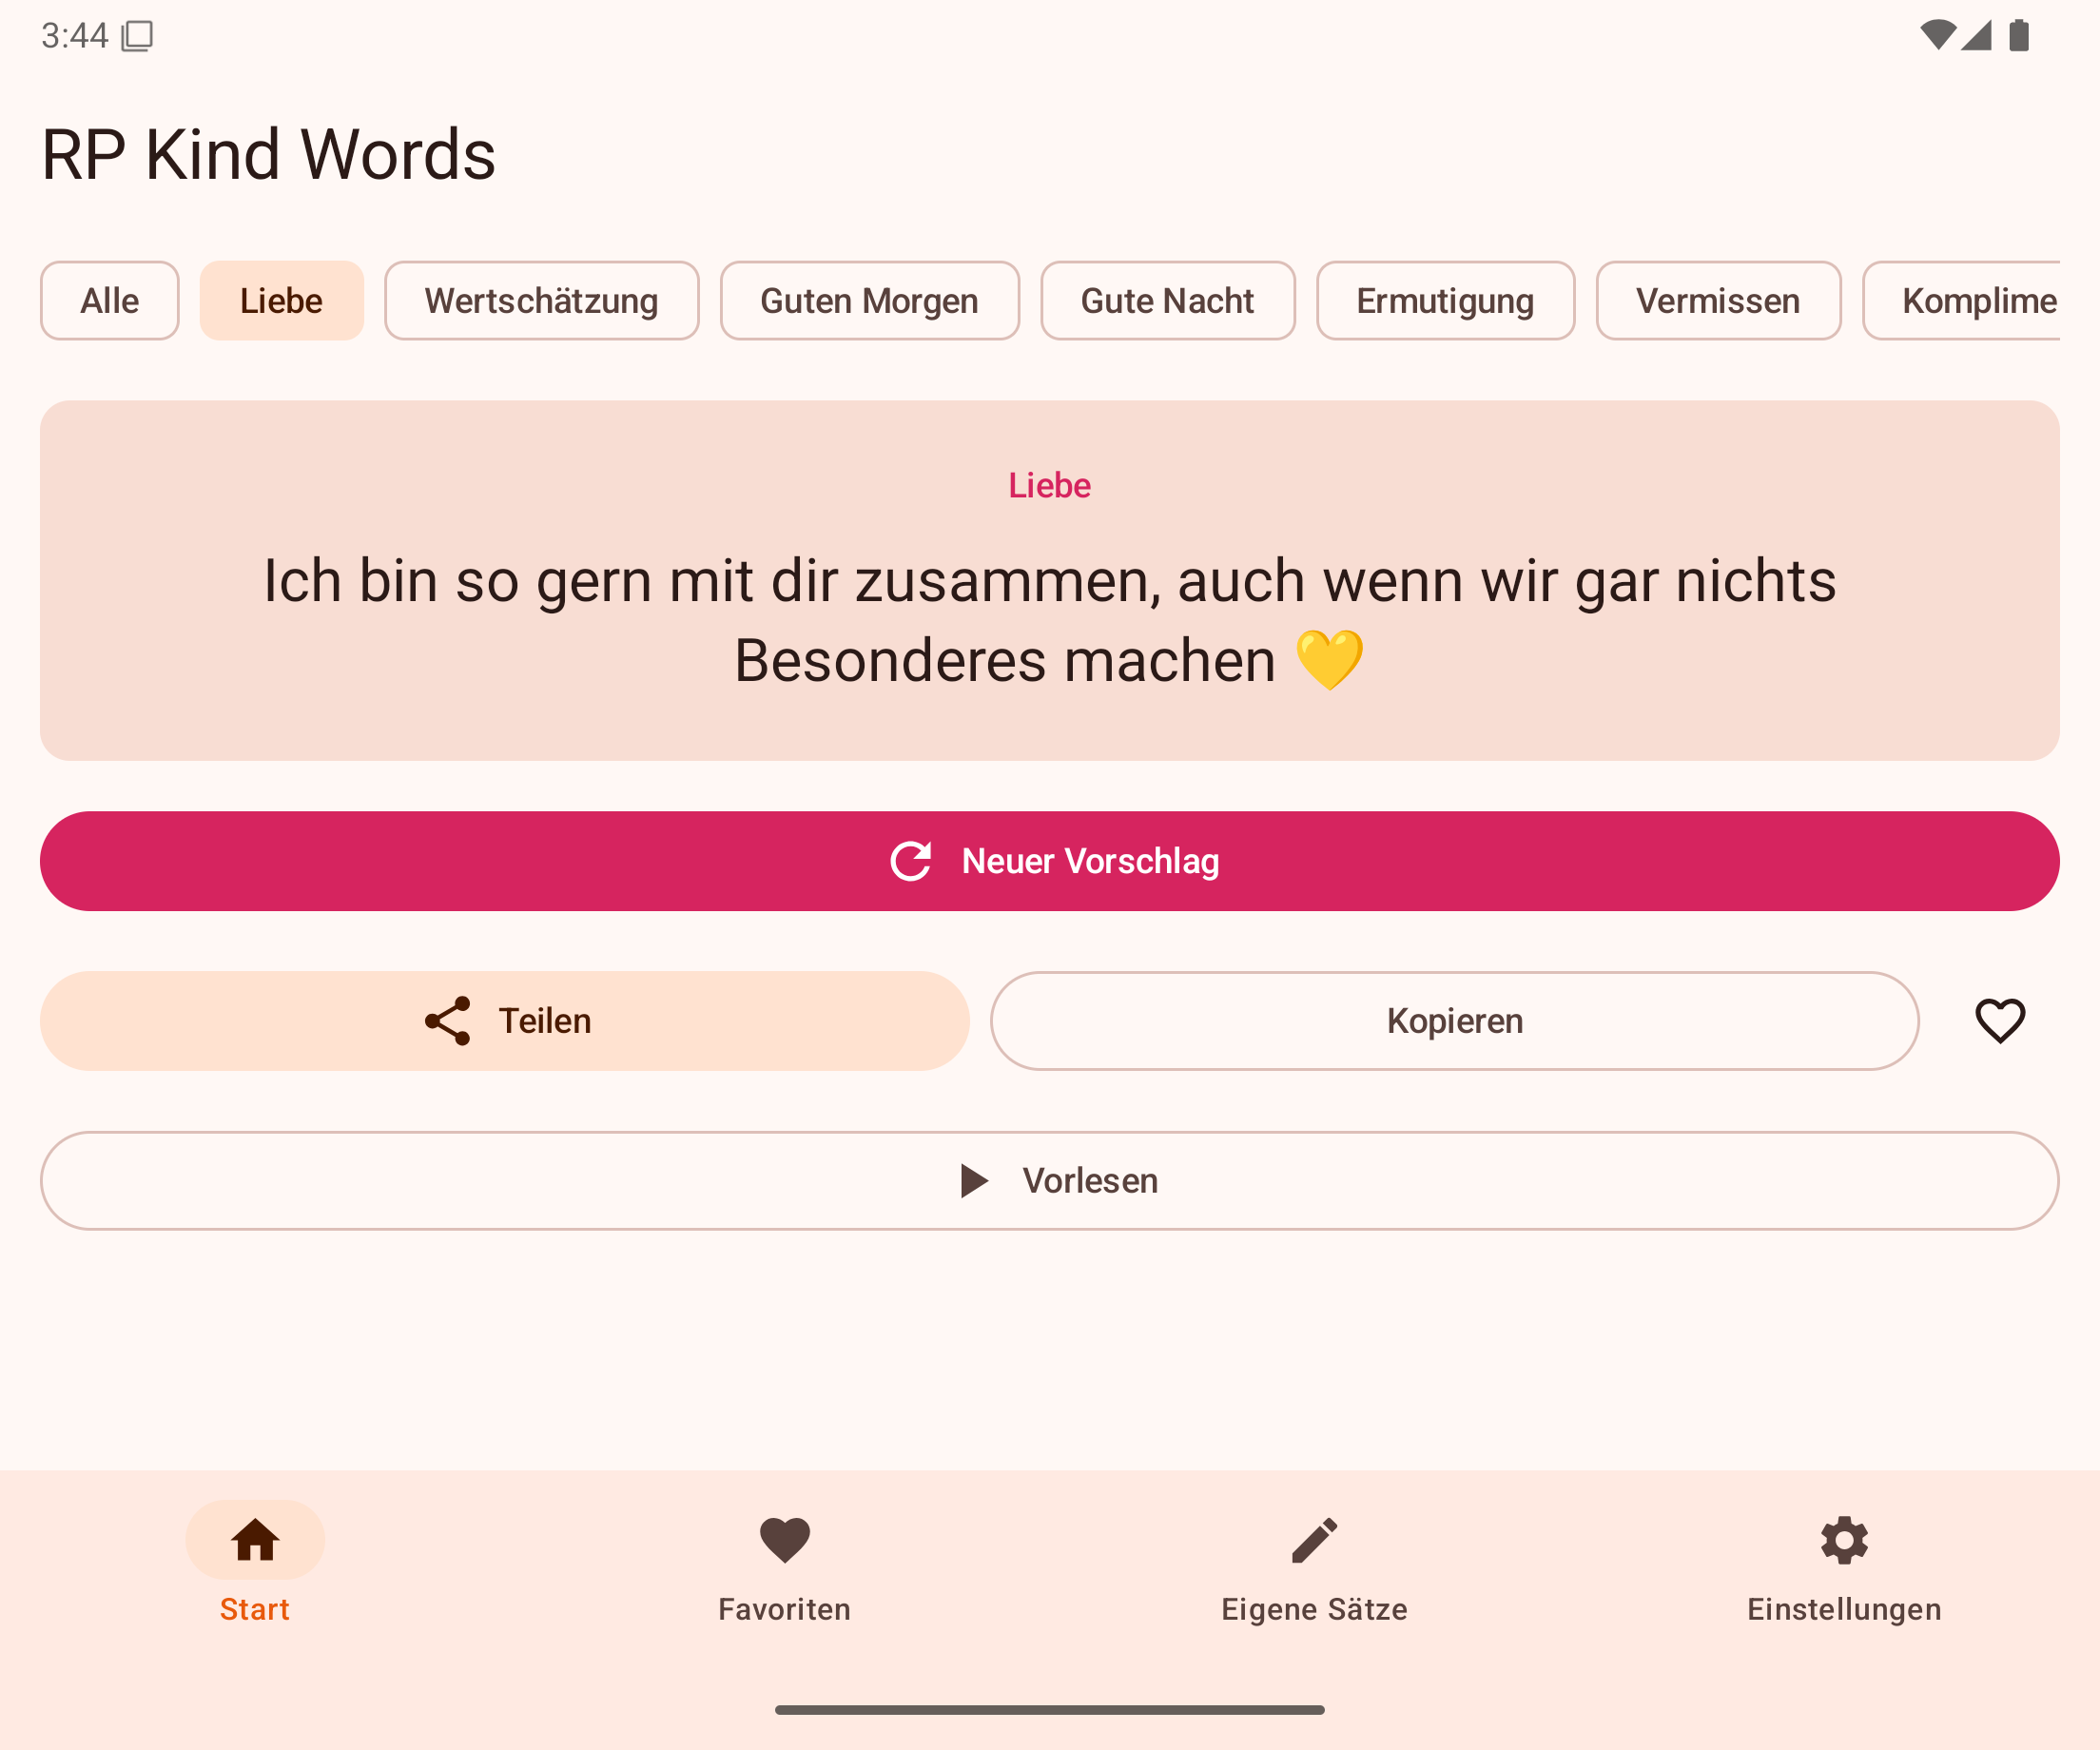 3:44
RP Kind Words
Alle
Liebe
Wertschätzung
Guten Morgen
Gute Nacht
Ermutigung
Vermissen
Komplime
Liebe
Ich bin so gern mit dir zusammen, auch wenn wir gar nichts
Besonderes machen 💛
Neuer Vorschlag
Teilen
Kopieren
Vorlesen
Start
Favoriten
Eigene Sätze
Einstellungen